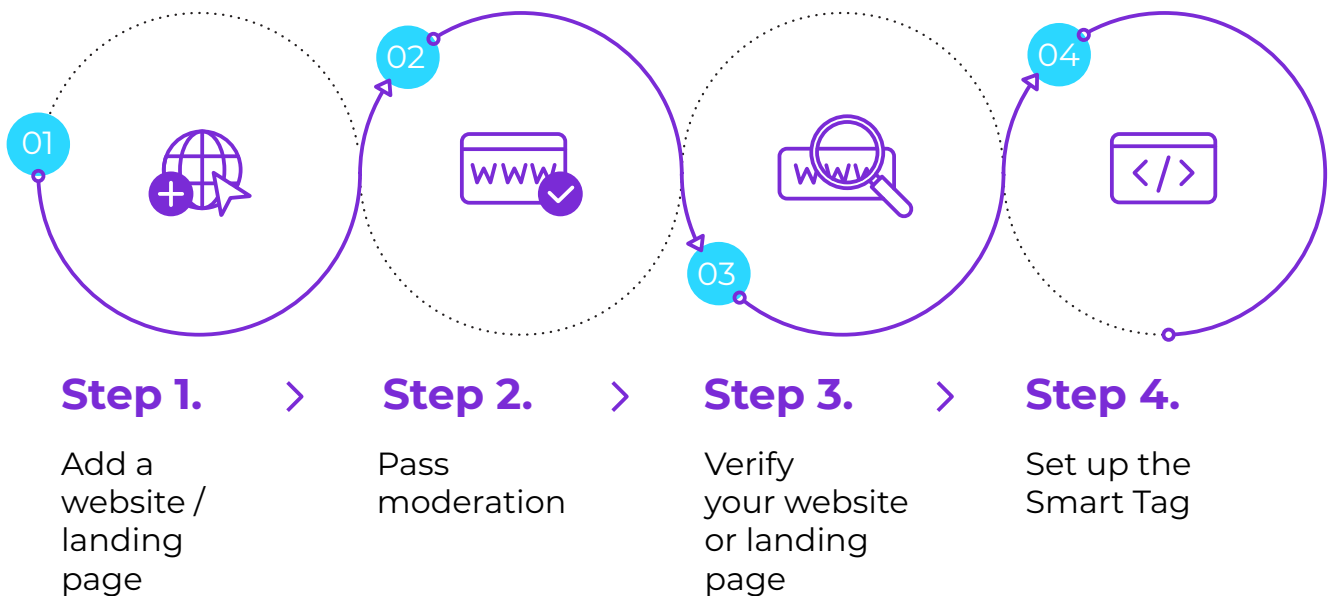 01
02
03
04
WWW
WWW
</>
Step 1.
Add a
website /
landing
page
Step 2.
Pass
moderation
Step 3.
Verify
your website
or landing
page
Step 4.
Set up the
Smart Tag